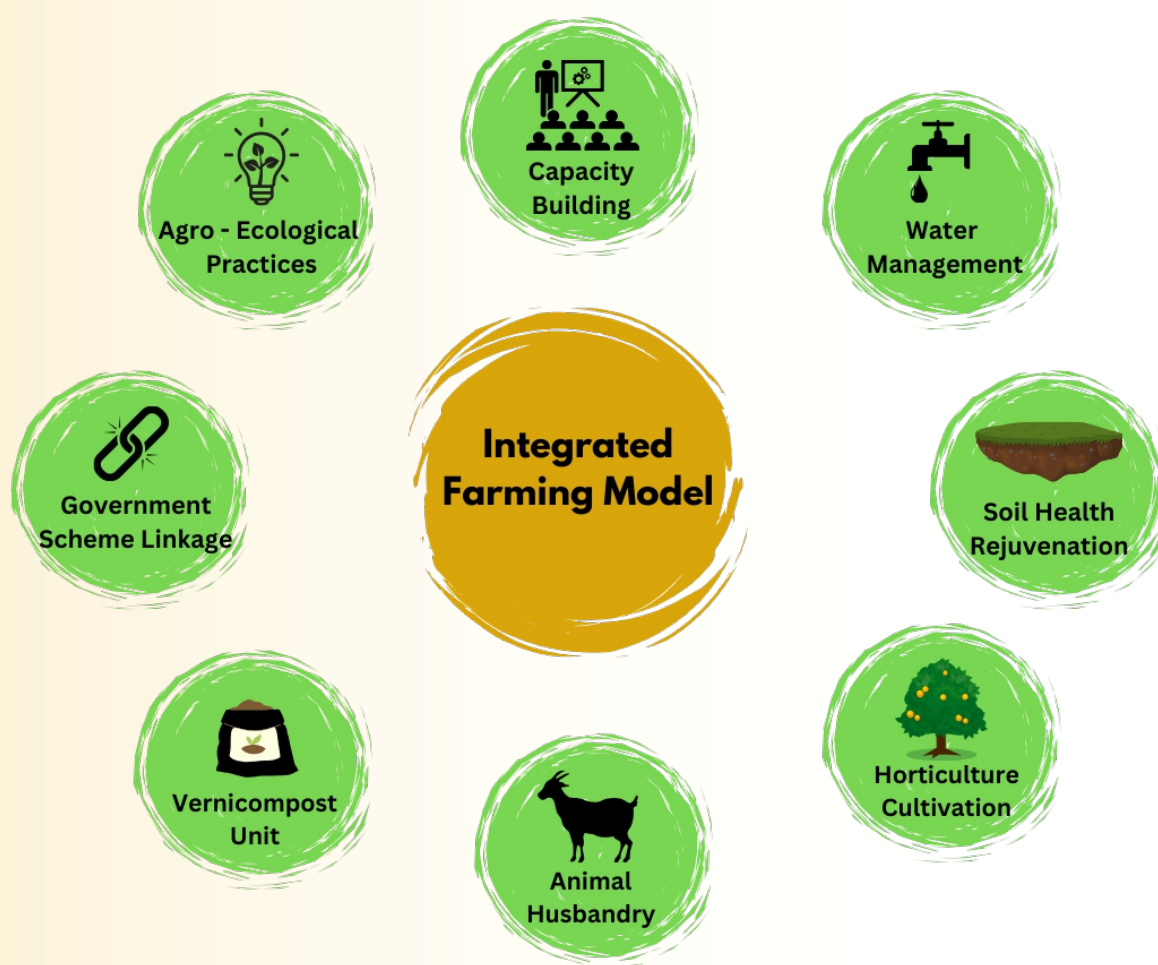 Capacity
Building
Agro - Ecological
Practices
Water
Management
Integrated
Farming Model
Government
Scheme Linkage
Soil Health
Rejuvenation
Vernicompost
Unit
Horticulture
Cultivation
Animal
Husbandry